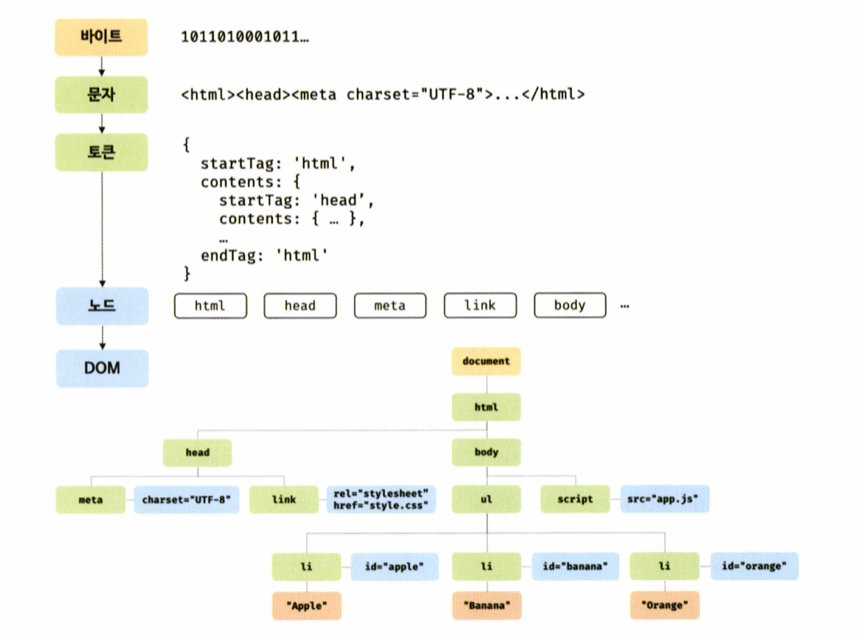 바이트
1011010001011…
문자
<html><head><meta charset="UTF-8">...</html>
토큰
{
startTag: 'html',
contents: {
startTag: 'head’,
contents: { … },
…
endTag: 'html'
}
노드
html head meta link body …
DOM
document
html
head body
meta charset="UTF-8" link rel="stylesheet" ul script src="app.js"
href="style.css"
li id="apple" li id="banana" li id="orange"
"Apple" "Banana" "Orange"